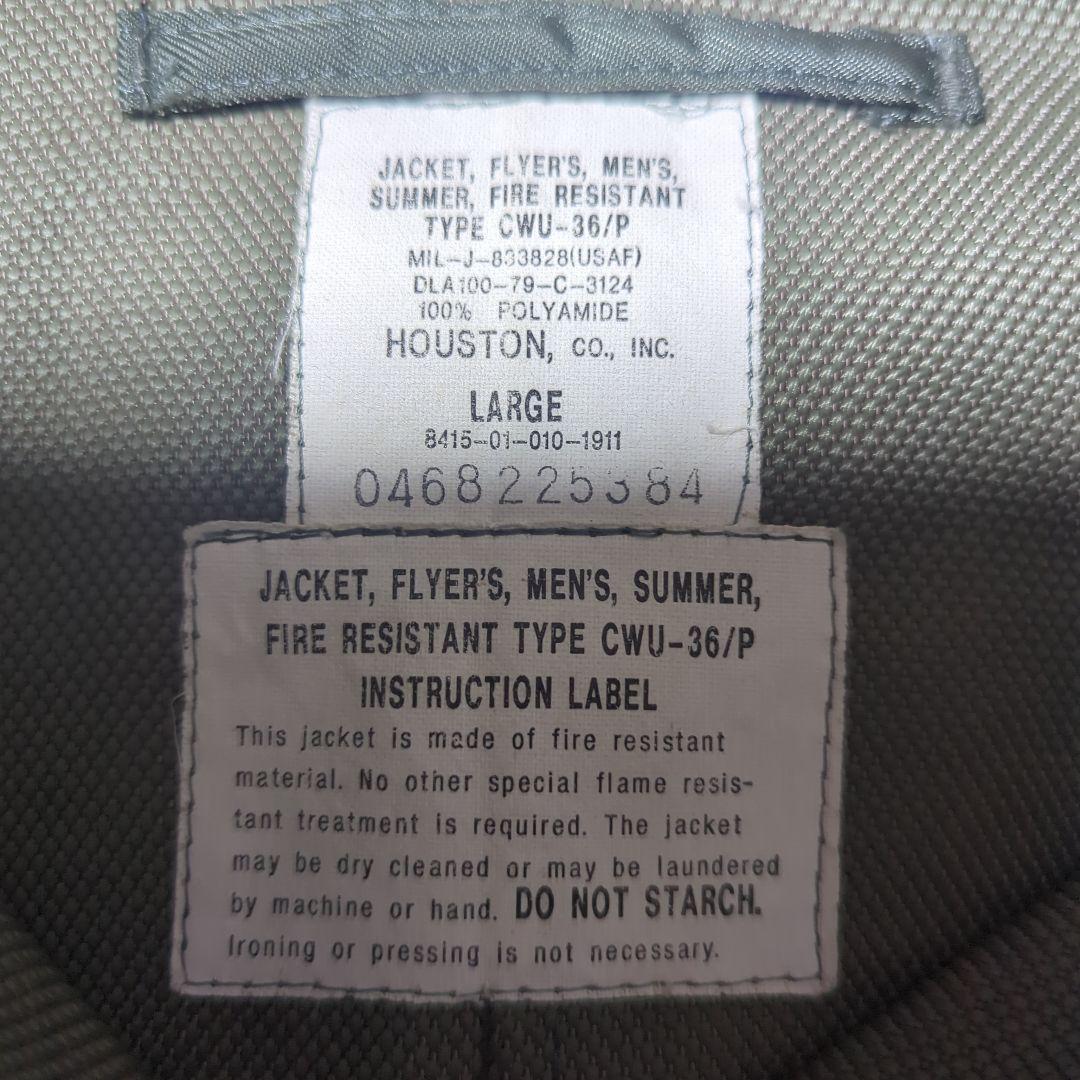 JACKET, FLYER'S, MEN'S,
SUMMER, FIRE RESISTANT
TYPE CWU-36/P
MIL-J-833828(USAF)
DLA100-79-C-3124
100% POLYAMIDE
HOUSTON, CO., INC.
LARGE
8415-01-010-1911
0468225384
JACKET, FLYER'S, MEN'S, SUMMER,
FIRE RESISTANT TYPE CWU-36/P
INSTRUCTION LABEL
This jacket is made of fire resistant
material. No other special flame resis-
tant treatment is required. The jacket
may be dry cleaned or may be laundered
by machine or hand. DO NOT STARCH.
Ironing or pressing is not necessary.